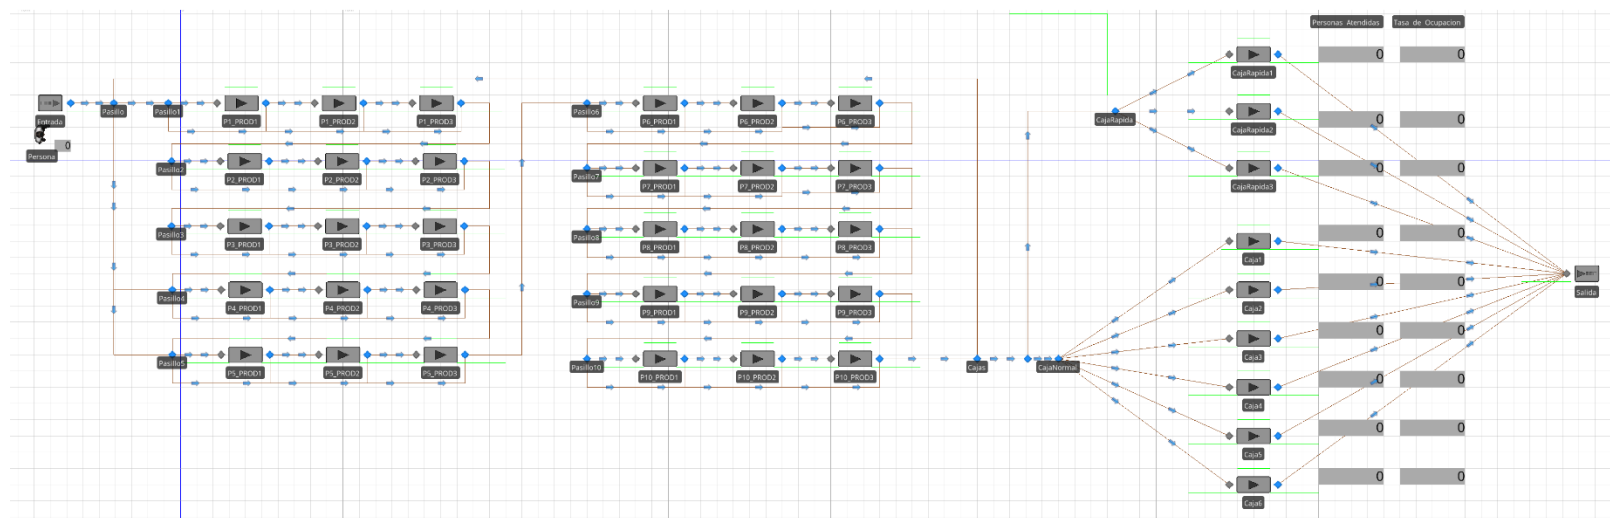 Personas Atendidas Tasa de Ocupacion
0 0
CajaRapida1
Entrada
Pasillo Pasillo1 P1_PROD1 P1_PROD2 P1_PROD3 Pasillo6 P6_PROD1 P6_PROD2 P6_PROD3 CajaRapida CajaRapida2 0 0
0
Persona
Pasillo2 P2_PROD1 P2_PROD2 P2_PROD3 Pasillo7 P7_PROD1 P7_PROD2 P7_PROD3 CajaRapida3 0 0
Pasillo3 P3_PROD1 P3_PROD2 P3_PROD3 Pasillo8 P8_PROD1 P8_PROD2 P8_PROD3 Caja1 0 0
Pasillo4 P4_PROD1 P4_PROD2 P4_PROD3 Pasillo9 P9_PROD1 P9_PROD2 P9_PROD3 Caja2 0 0 Salida
Caja3 0 0
Pasillo5 P5_PROD1 P5_PROD2 P5_PROD3 Pasillo10 P10_PROD1 P10_PROD2 P10_PROD3 Cajas CajaNormal
Caja4 0 0
Caja5 0 0
Caja6 0 0